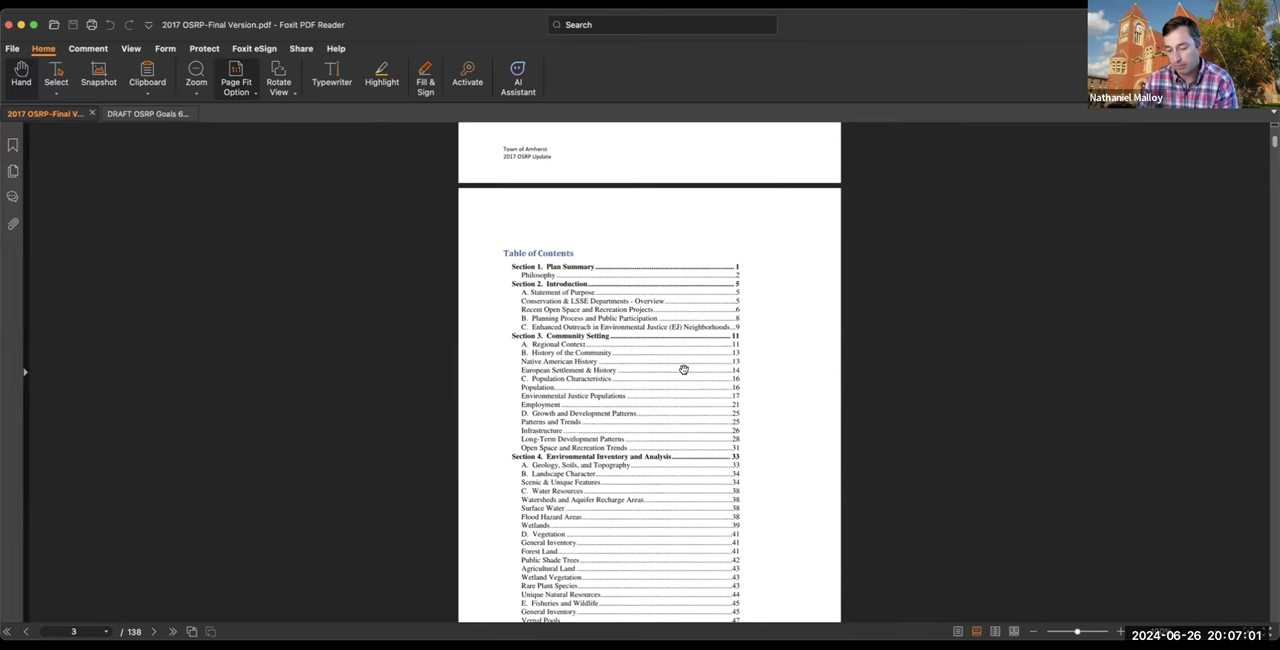 2017 OSRP-Final Version.pdf - Foxit PDF Reader
Search
File Home Comment View Form Protect Foxit eSign Share Help
Hand Select Snapshot Clipboard Zoom Page Fit Option Rotate View Typewriter Highlight Fill & Sign Activate AI Assistant
Nathaniel Malloy
2017 OSRP-Final V... DRAFT OSRP Goals 6...
Town of Amherst
2017 OSRP Update
Table of Contents
Section 1. Plan Summary 1
Philosophy 2
Section 2. Introduction 5
A. Statement of Purpose 5
Conservation & LSSE Departments - Overview 5
Recent Open Space and Recreation Projects 6
B. Planning Process and Public Participation 8
C. Enhanced Outreach in Environmental Justice (EJ) Neighborhoods 9
Section 3. Community Setting 11
A. Regional Context 11
B. History of the Community 13
Native American History 13
European Settlement & History 14
C. Population Characteristics 16
Population 16
Environmental Justice Populations 17
Employment 21
D. Growth and Development Patterns 25
Patterns and Trends 25
Infrastructure 26
Long-Term Development Patterns 28
Open Space and Recreation Trends 31
Section 4. Environmental Inventory and Analysis 33
A. Geology, Soils, and Topography 33
B. Landscape Character 34
Scenic & Unique Features 34
C. Water Resources 38
Watersheds and Aquifer Recharge Areas 38
Surface Water 38
Flood Hazard Areas 38
Wetlands 39
D. Vegetation 41
General Inventory 41
Forest Land 41
Public Shade Trees 42
Agricultural Land 43
Wetland Vegetation 43
Rare Plant Species 43
Unique Natural Resources 44
E. Fisheries and Wildlife 45
General Inventory 45
Vernal Pools 47
3 / 138
2024-06-26 20:07:01